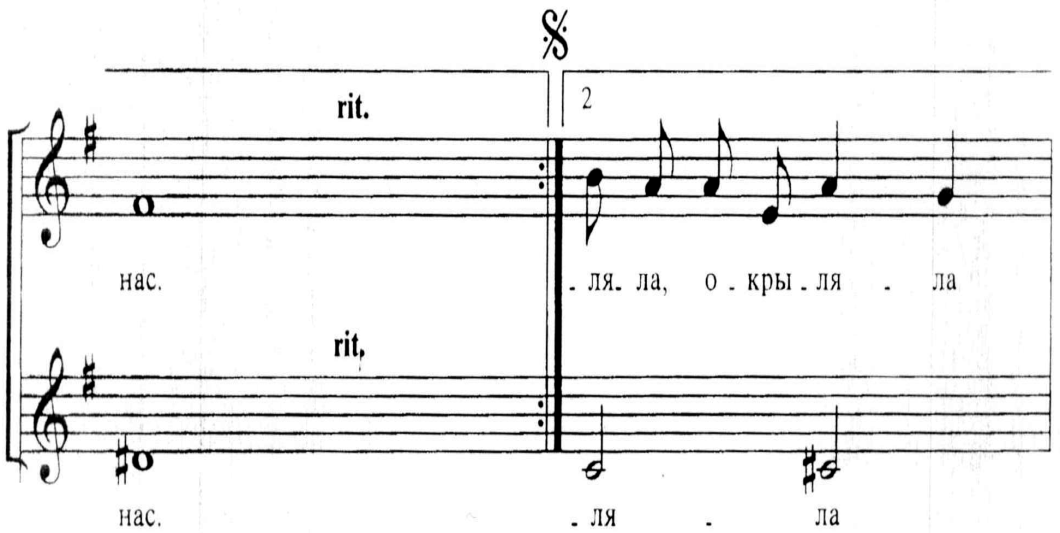 rit.
2
нас.
- ля- ла, о - кры - ля - ла
rit,
нас.
- ля - ла